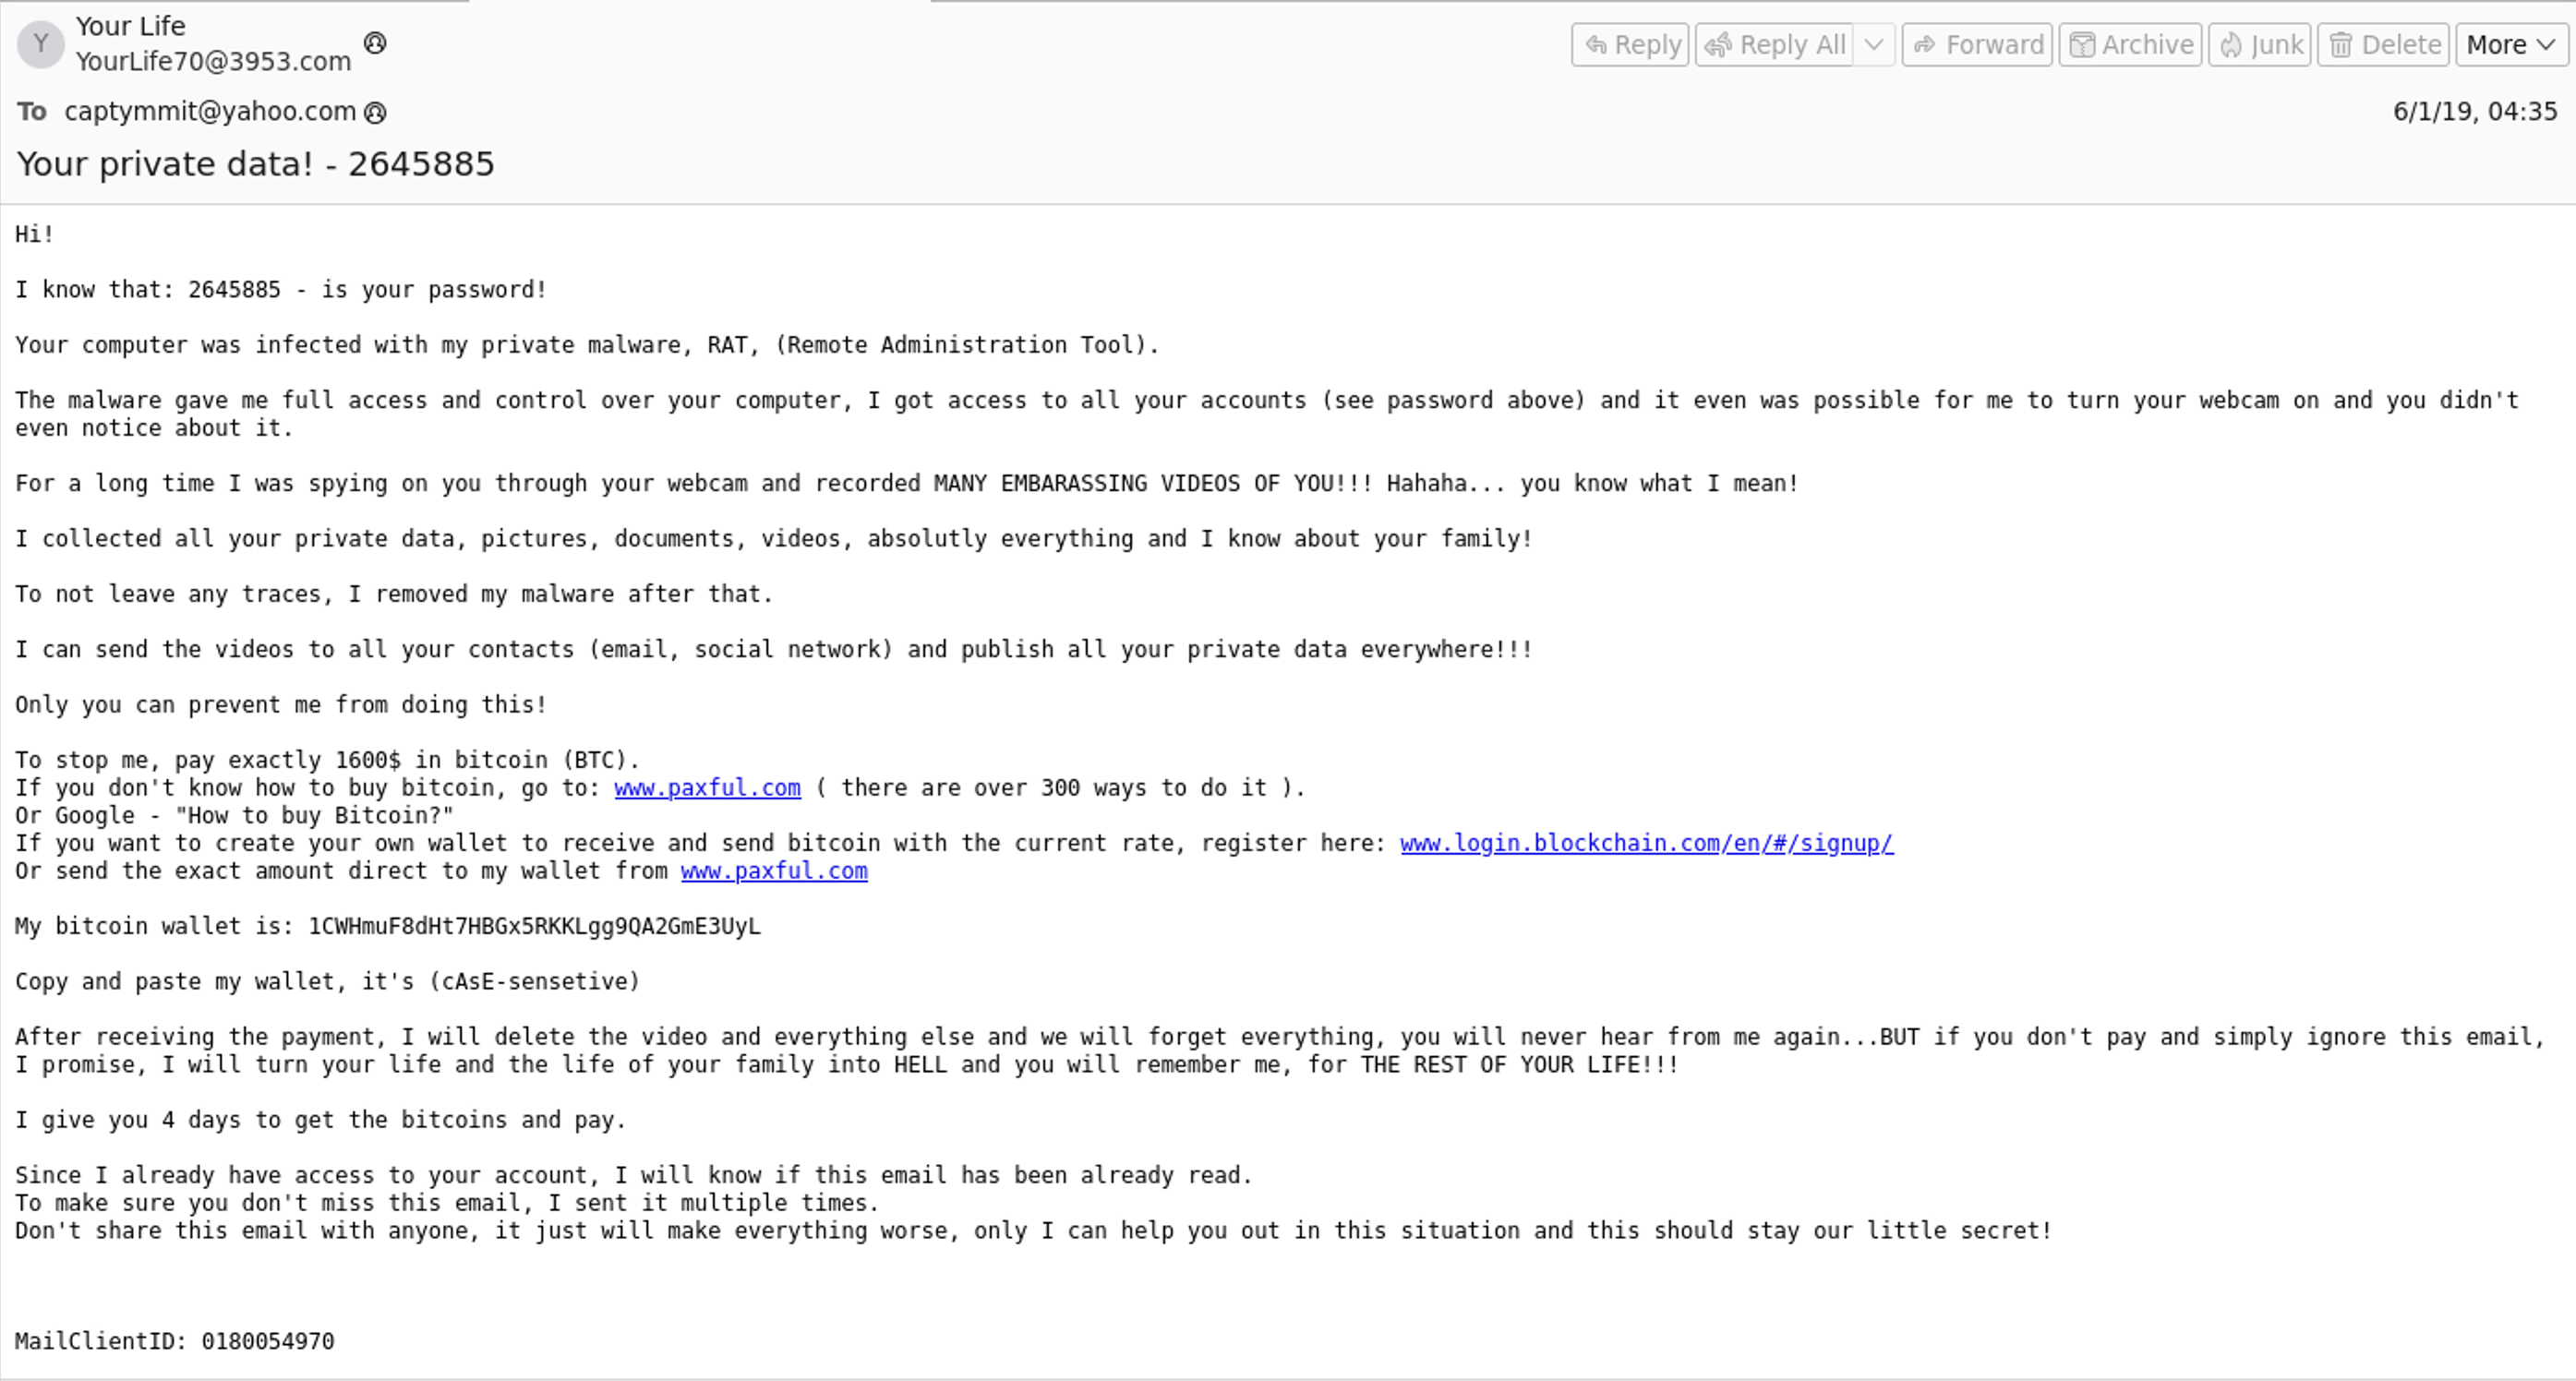 Your Life
Y
YourLife70@3953.com
Reply
Reply All
Forward
Archive
Junk
Delete
More
To captymmit@yahoo.com
6/1/19, 04:35
Your private data! - 2645885
Hi!
I know that: 2645885 - is your password!
Your computer was infected with my private malware, RAT, (Remote Administration Tool).
The malware gave me full access and control over your computer, I got access to all your accounts (see password above) and it even was possible for me to turn your webcam on and you didn't
even notice about it.
For a long time I was spying on you through your webcam and recorded MANY EMBARASSING VIDEOS OF YOU!!! Hahaha... you know what I mean!
I collected all your private data, pictures, documents, videos, absolutly everything and I know about your family!
To not leave any traces, I removed my malware after that.
I can send the videos to all your contacts (email, social network) and publish all your private data everywhere!!!
Only you can prevent me from doing this!
To stop me, pay exactly 1600$ in bitcoin (BTC).
If you don't know how to buy bitcoin, go to: www.paxful.com ( there are over 300 ways to do it ).
Or Google - "How to buy Bitcoin?"
If you want to create your own wallet to receive and send bitcoin with the current rate, register here: www.login.blockchain.com/en/#/signup/
Or send the exact amount direct to my wallet from www.paxful.com
My bitcoin wallet is: 1CWHmuF8dHt7HBGx5RKKLgg9QA2GmE3UyL
Copy and paste my wallet, it's (cAsE-sensetive)
After receiving the payment, I will delete the video and everything else and we will forget everything, you will never hear from me again...BUT if you don't pay and simply ignore this email,
I promise, I will turn your life and the life of your family into HELL and you will remember me, for THE REST OF YOUR LIFE!!!
I give you 4 days to get the bitcoins and pay.
Since I already have access to your account, I will know if this email has been already read.
To make sure you don't miss this email, I sent it multiple times.
Don't share this email with anyone, it just will make everything worse, only I can help you out in this situation and this should stay our little secret!
MailClientID: 0180054970